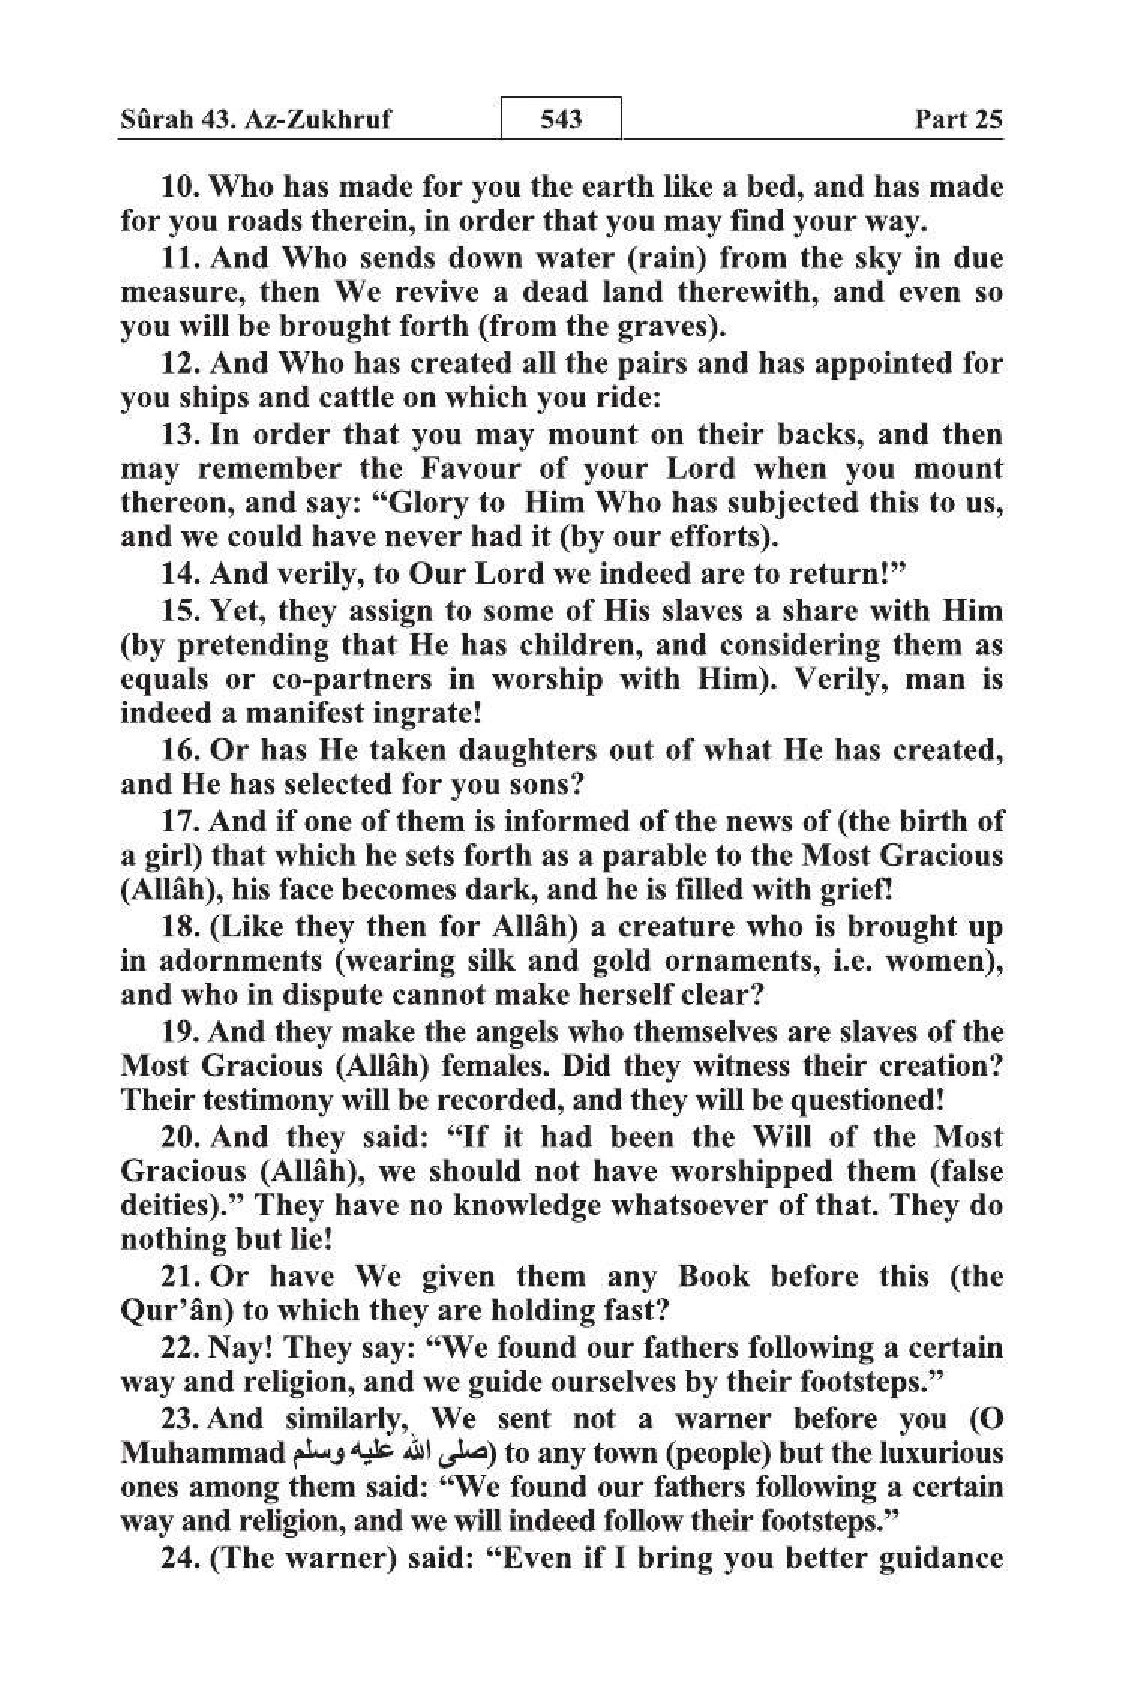 Sûrah 43. Az-Zukhruf 543 Part 25
10. Who has made for you the earth like a bed, and has made
for you roads therein, in order that you may find your way.
11. And Who sends down water (rain) from the sky in due
measure, then We revive a dead land therewith, and even so
you will be brought forth (from the graves).
12. And Who has created all the pairs and has appointed for
you ships and cattle on which you ride:
13. In order that you may mount on their backs, and then
may remember the Favour of your Lord when you mount
thereon, and say: “Glory to Him Who has subjected this to us,
and we could have never had it (by our efforts).
14. And verily, to Our Lord we indeed are to return!”
15. Yet, they assign to some of His slaves a share with Him
(by pretending that He has children, and considering them as
equals or co-partners in worship with Him). Verily, man is
indeed a manifest ingrate!
16. Or has He taken daughters out of what He has created,
and He has selected for you sons?
17. And if one of them is informed of the news of (the birth of
a girl) that which he sets forth as a parable to the Most Gracious
(Allâh), his face becomes dark, and he is filled with grief!
18. (Like they then for Allâh) a creature who is brought up
in adornments (wearing silk and gold ornaments, i.e. women),
and who in dispute cannot make herself clear?
19. And they make the angels who themselves are slaves of the
Most Gracious (Allâh) females. Did they witness their creation?
Their testimony will be recorded, and they will be questioned!
20. And they said: “If it had been the Will of the Most
Gracious (Allâh), we should not have worshipped them (false
deities).” They have no knowledge whatsoever of that. They do
nothing but lie!
21. Or have We given them any Book before this (the
Qur’ân) to which they are holding fast?
22. Nay! They say: “We found our fathers following a certain
way and religion, and we guide ourselves by their footsteps.”
23. And similarly, We sent not a warner before you (O
Muhammad صلى الله عليه وسلم) to any town (people) but the luxurious
ones among them said: “We found our fathers following a certain
way and religion, and we will indeed follow their footsteps.”
24. (The warner) said: “Even if I bring you better guidance